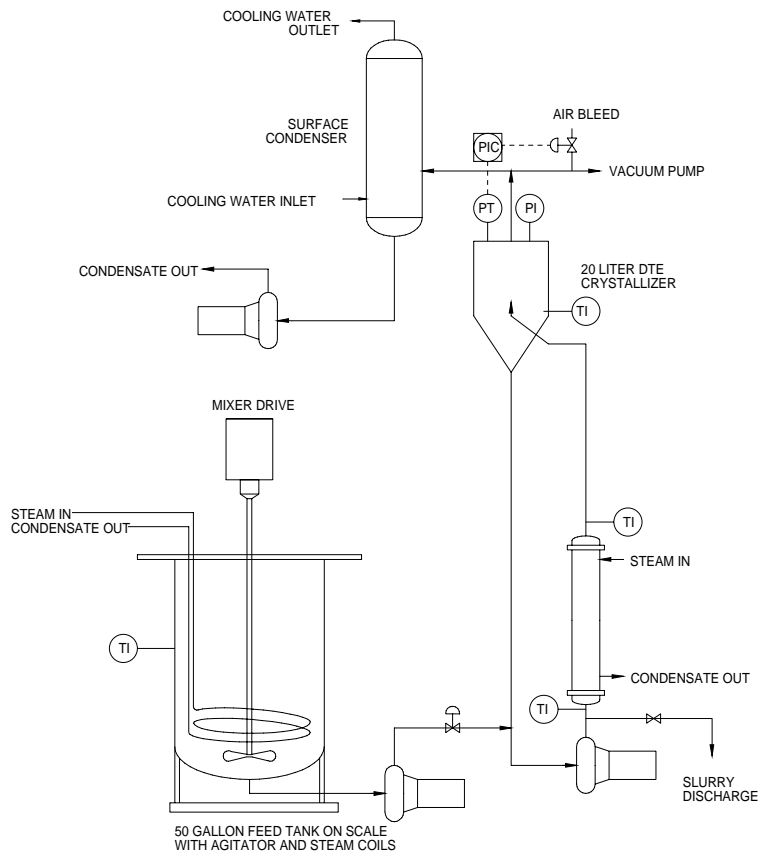 COOLING WATER
OUTLET
AIR BLEED
SURFACE
CONDENSER
PIC
VACUUM PUMP
COOLING WATER INLET
PT
PI
CONDENSATE OUT
20 LITER DTE
CRYSTALLIZER
TI
MIXER DRIVE
STEAM IN
CONDENSATE OUT
TI
STEAM IN
TI
CONDENSATE OUT
TI
SLURRY
DISCHARGE
50 GALLON FEED TANK ON SCALE
WITH AGITATOR AND STEAM COILS